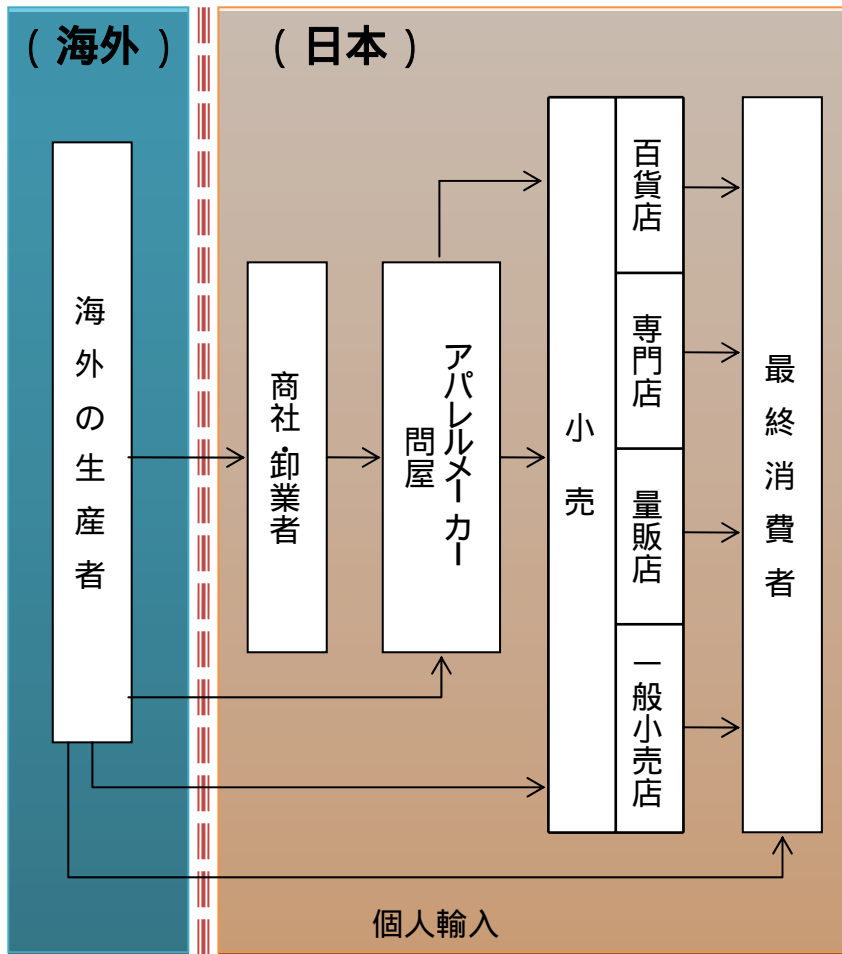 (海外)
(日本)
海外の生産者
商社・卸業者
アパレルメーカー
問屋
小売
百貨店
専門店
量販店
一般小売店
最終消費者
個人輸入